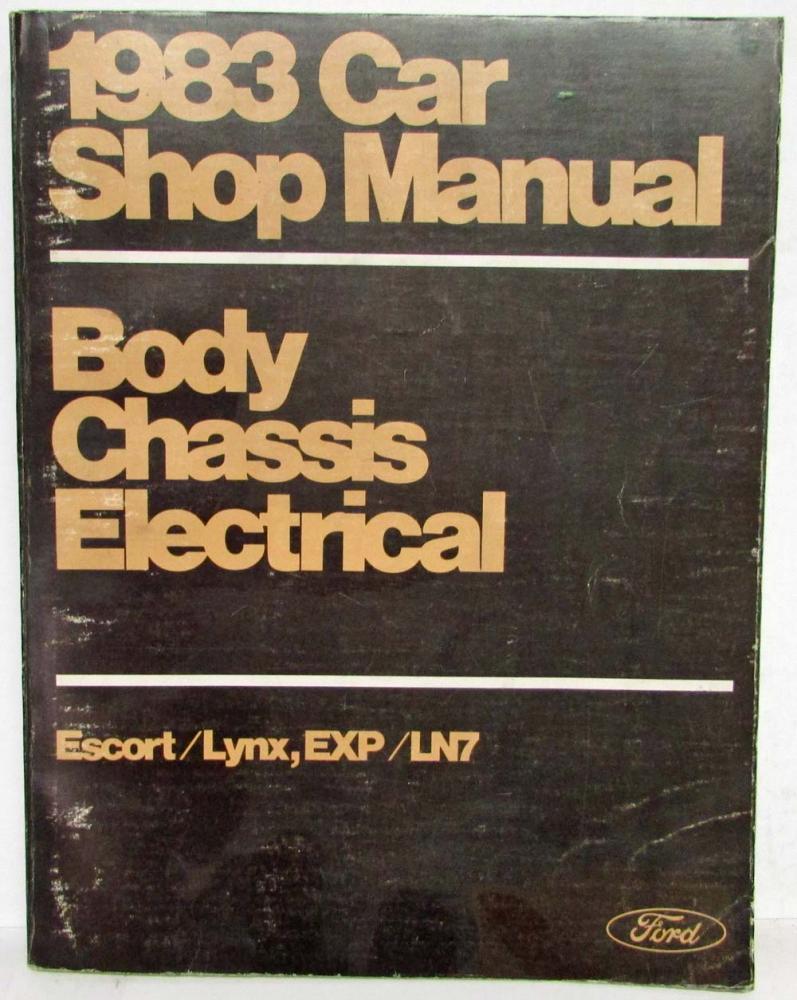 1983 Car
Shop Manual
Body
Chassis
Electrical
Escort/Lynx, EXP/LN7
Ford